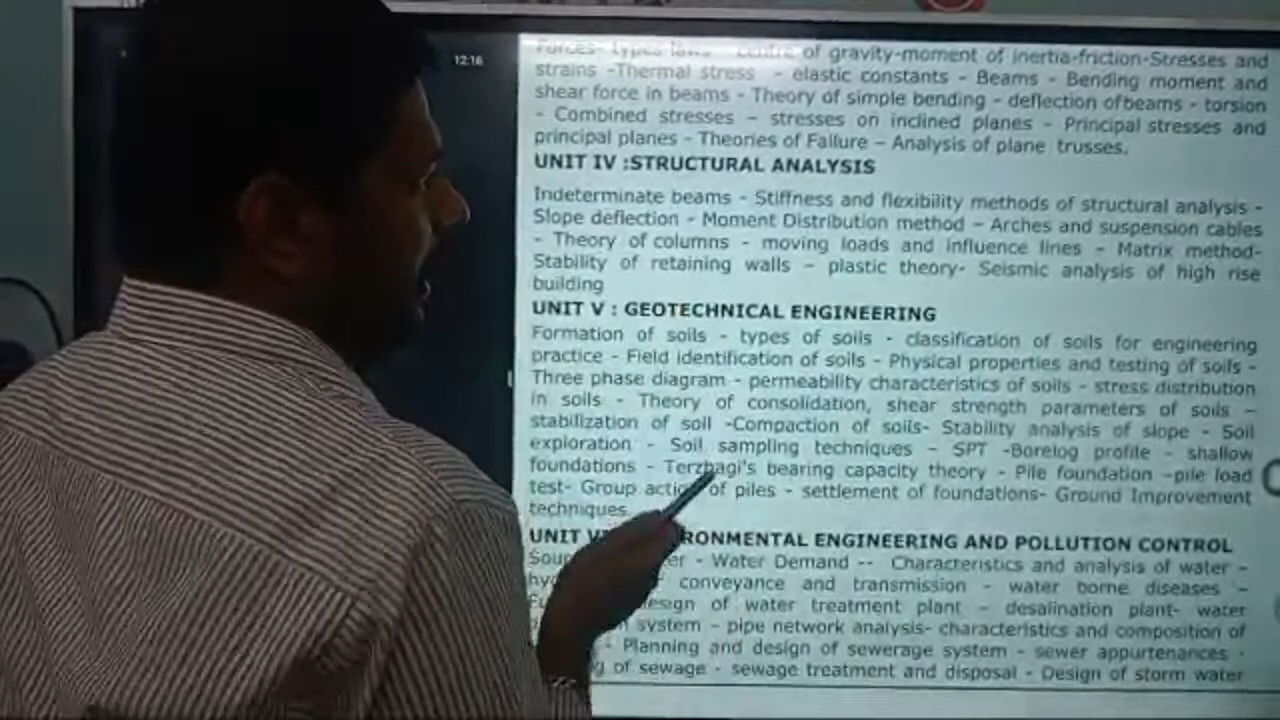 12:16
Forces- types laws - centre of gravity-moment of inertia-friction-Stresses and
strains -Thermal stress - elastic constants - Beams - Bending moment and
shear force in beams - Theory of simple bending - deflection of beams - torsion
- Combined stresses – stresses on inclined planes - Principal stresses and
principal planes - Theories of Failure – Analysis of plane trusses.
UNIT IV :STRUCTURAL ANALYSIS
Indeterminate beams - Stiffness and flexibility methods of structural analysis -
Slope deflection - Moment Distribution method – Arches and suspension cables
- Theory of columns - moving loads and influence lines – Matrix method-
Stability of retaining walls – plastic theory- Seismic analysis of high rise
building
UNIT V : GEOTECHNICAL ENGINEERING
Formation of soils - types of soils - classification of soils for engineering
practice - Field identification of soils - Physical properties and testing of soils -
Three phase diagram - permeability characteristics of soils - stress distribution
in soils - Theory of consolidation, shear strength parameters of soils –
stabilization of soil -Compaction of soils- Stability analysis of slope - Soil
exploration - Soil sampling techniques – SPT -Borelog profile - shallow
foundations - Terzhagi's bearing capacity theory - Pile foundation –pile load
test- Group action of piles - settlement of foundations- Ground Improvement
techniques.
UNIT ENGINEERING AND POLLUTION CONTROL
- Water Demand -- Characteristics and analysis of water -
conveyance and transmission - water borne diseases –
design of water treatment plant – desalination plant- water
system – pipe network analysis- characteristics and composition of
- Planning and design of sewerage system - sewer appurtenances -
of sewage - sewage treatment and disposal - Design of storm water